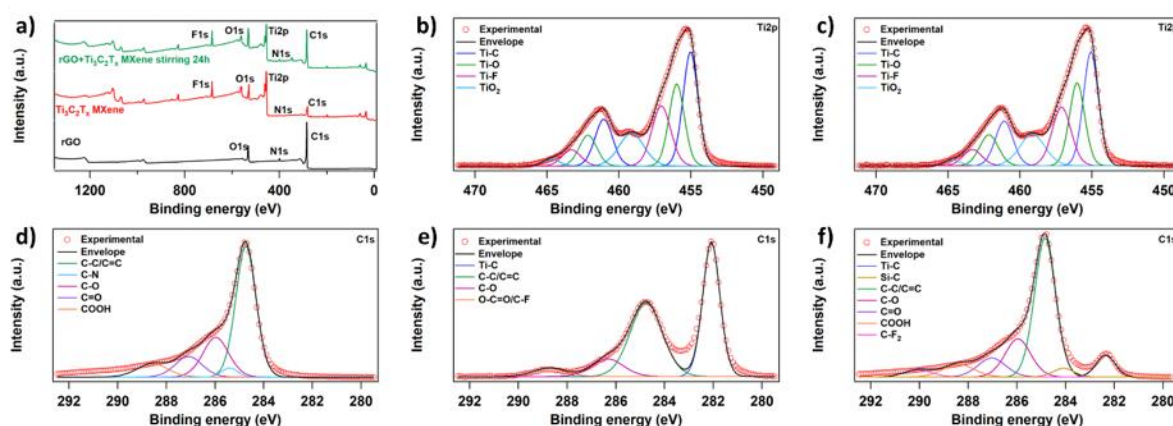 a)
Intensity (a.u.)
F1s
O1s
Ti2p
C1s
N1s
rGO+Ti₃C₂Tₓ MXene stirring 24h
F1s
O1s
Ti2p
N1s
C1s
Ti₃C₂Tₓ MXene
O1s
N1s
C1s
rGO
1200
800
400
0
Binding energy (eV)
b)
Ti2p
Intensity (a.u.)
Experimental
Envelope
Ti-C
Ti-O
Ti-F
TiO₂
470
465
460
455
450
Binding energy (eV)
c)
Ti2p
Intensity (a.u.)
Experimental
Envelope
Ti-C
Ti-O
Ti-F
TiO₂
470
465
460
455
450
Binding energy (eV)
d)
C1s
Intensity (a.u.)
Experimental
Envelope
C-C/C=C
C-N
C-O
C=O
COOH
292
290
288
286
284
282
280
Binding energy (eV)
e)
C1s
Intensity (a.u.)
Experimental
Envelope
Ti-C
C-C/C=C
C-O
O-C=O/C-F
292
290
288
286
284
282
280
Binding energy (eV)
f)
C1s
Intensity (a.u.)
Experimental
Envelope
Ti-C
Si-C
C-C/C=C
C-O
C=O
COOH
C-F₂
292
290
288
286
284
282
280
Binding energy (eV)